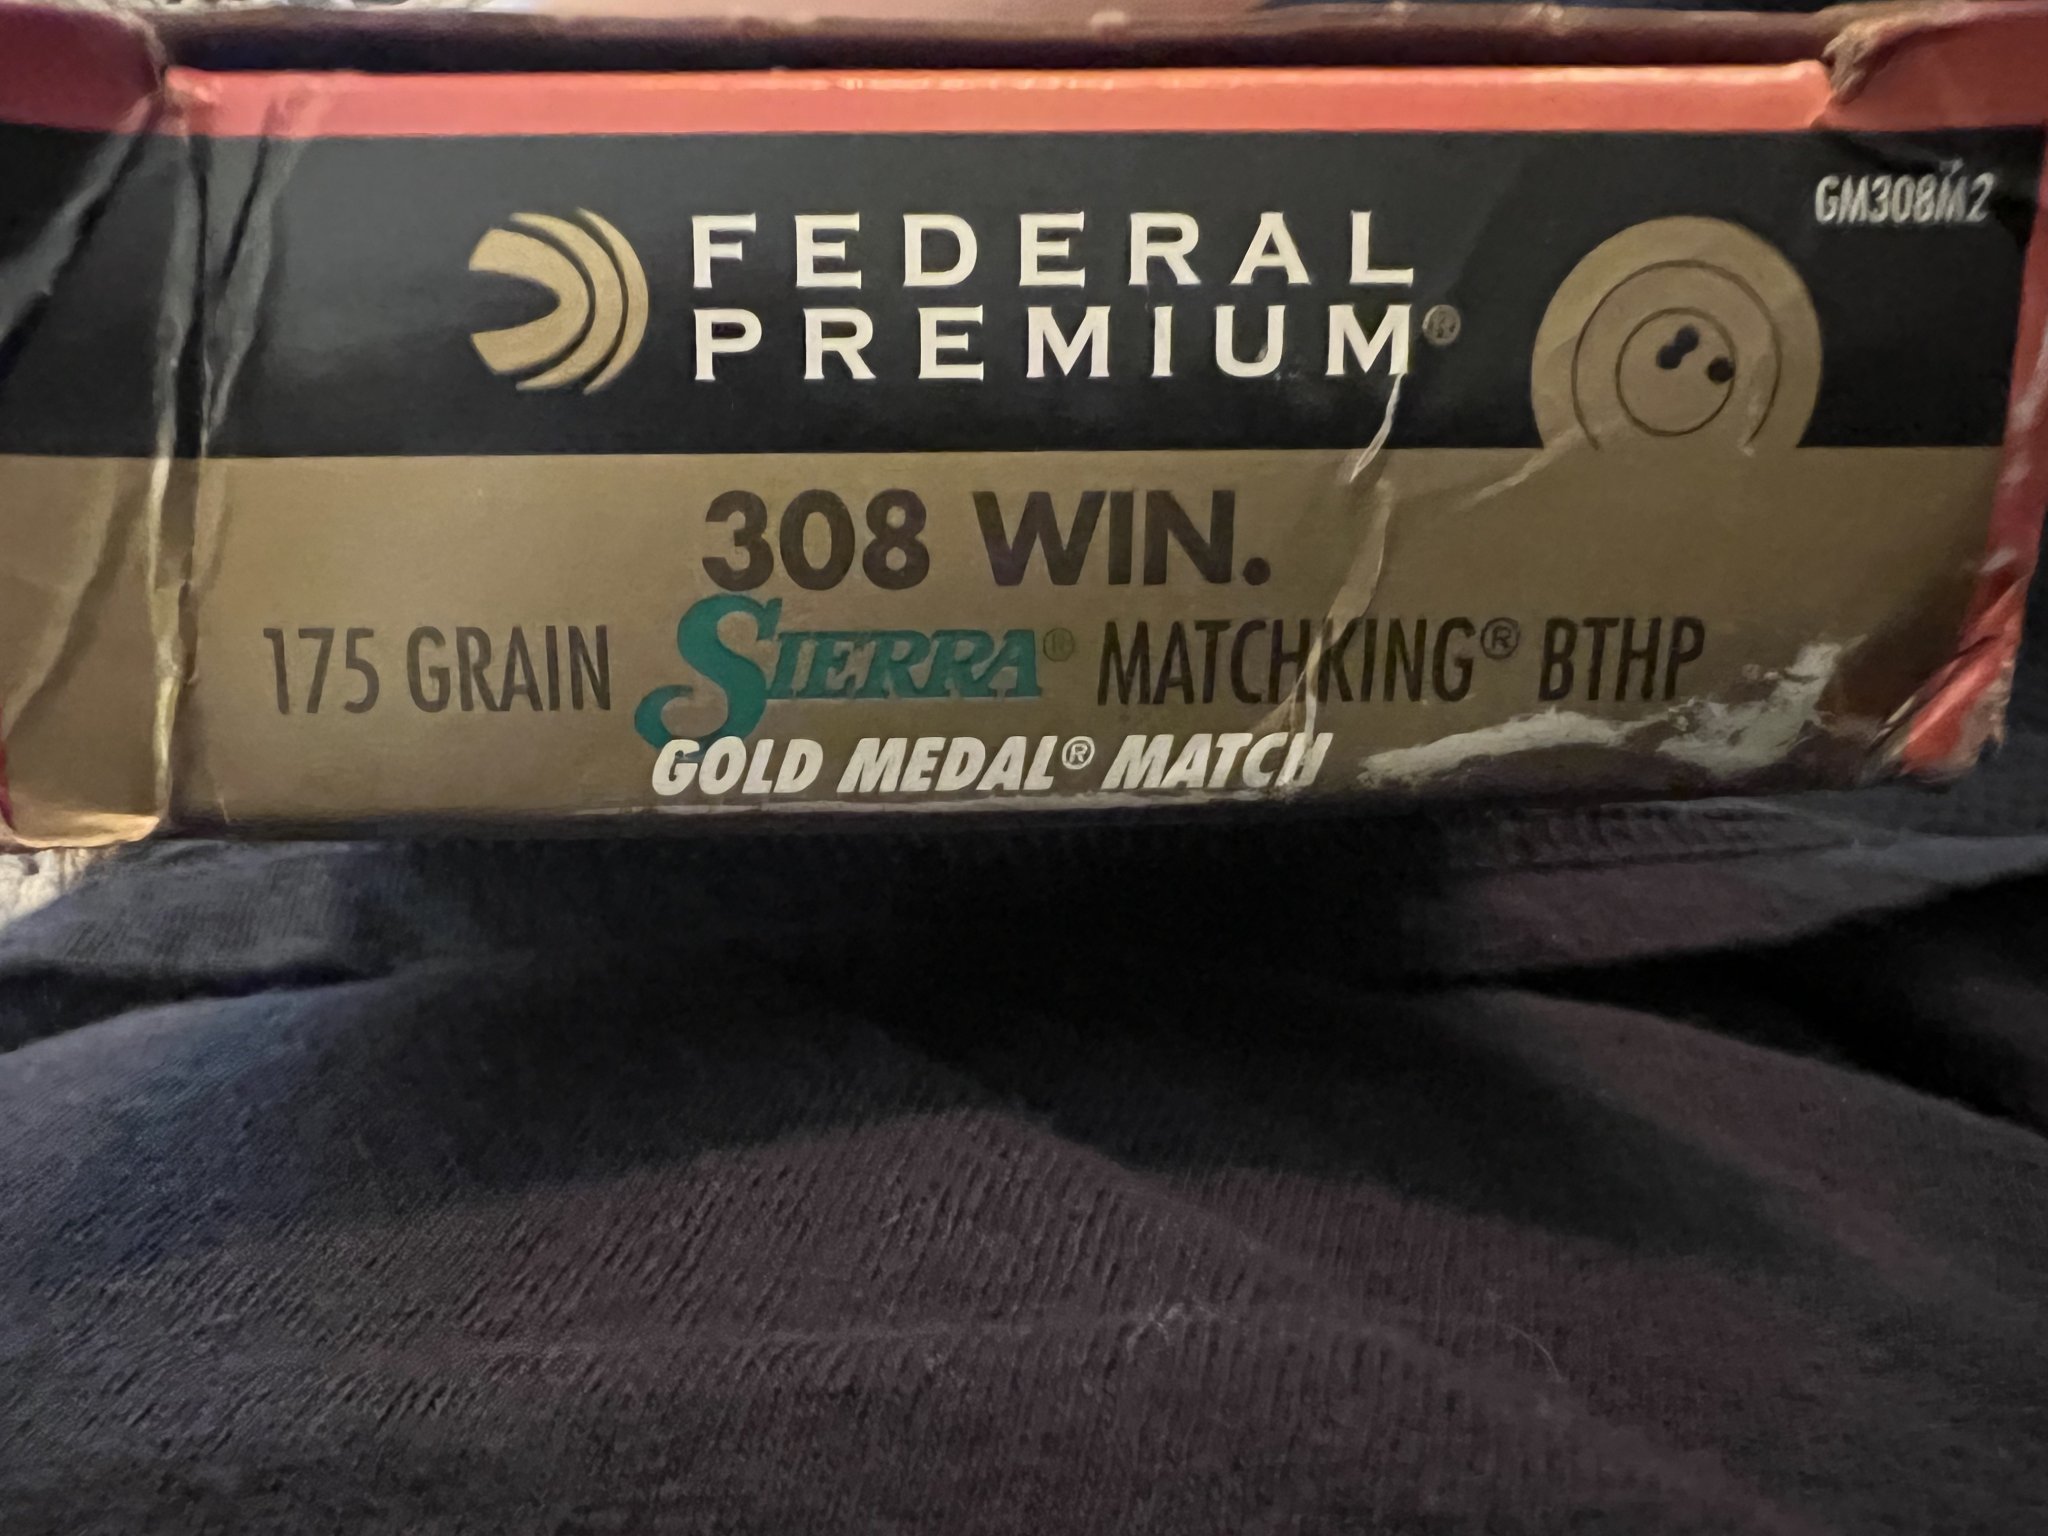 GM308M2
FEDERAL
PREMIUM®
308 WIN.
175 GRAIN SIERRA® MATCHKING® BTHP
GOLD MEDAL® MATCH